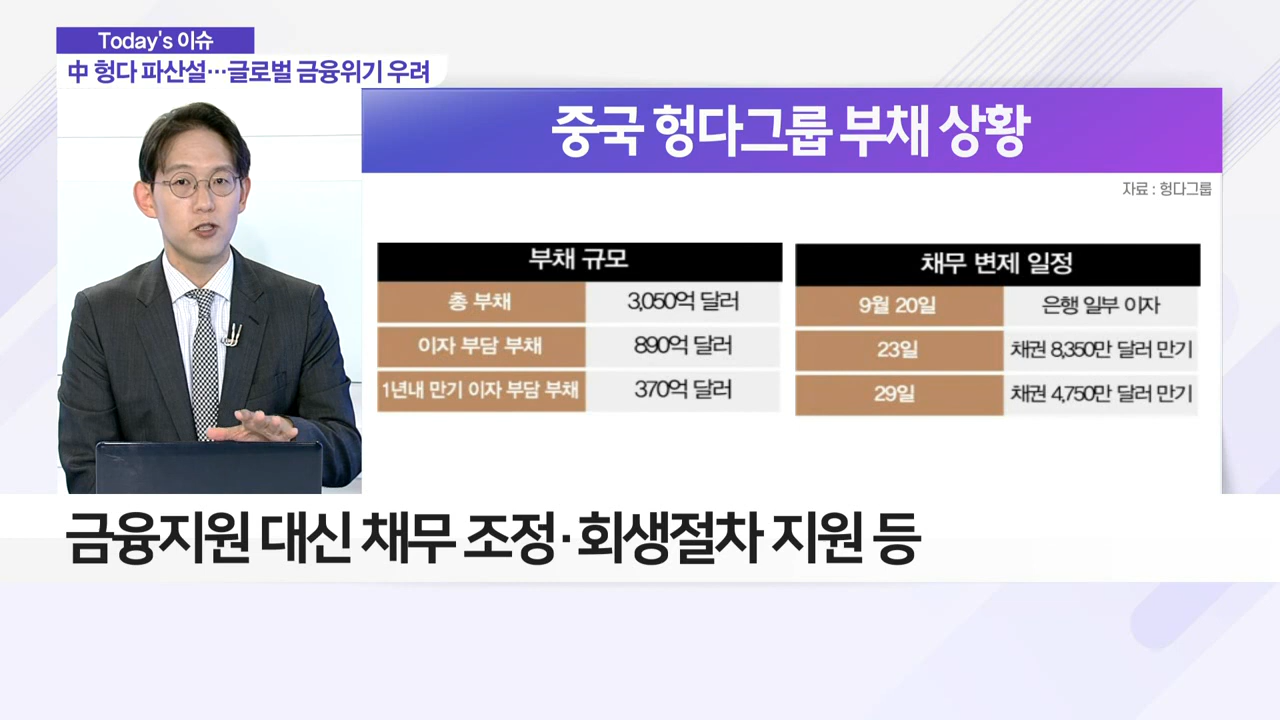 Today's 이슈
中 헝다 파산설…글로벌 금융위기 우려
중국 헝다그룹 부채 상황
자료 : 헝다그룹
부채 규모
총 부채 3,050억 달러
이자 부담 부채 890억 달러
1년내 만기 이자 부담 부채 370억 달러
채무 변제 일정
9월 20일 은행 일부 이자
23일 채권 8,350만 달러 만기
29일 채권 4,750만 달러 만기
금융지원 대신 채무 조정·회생절차 지원 등